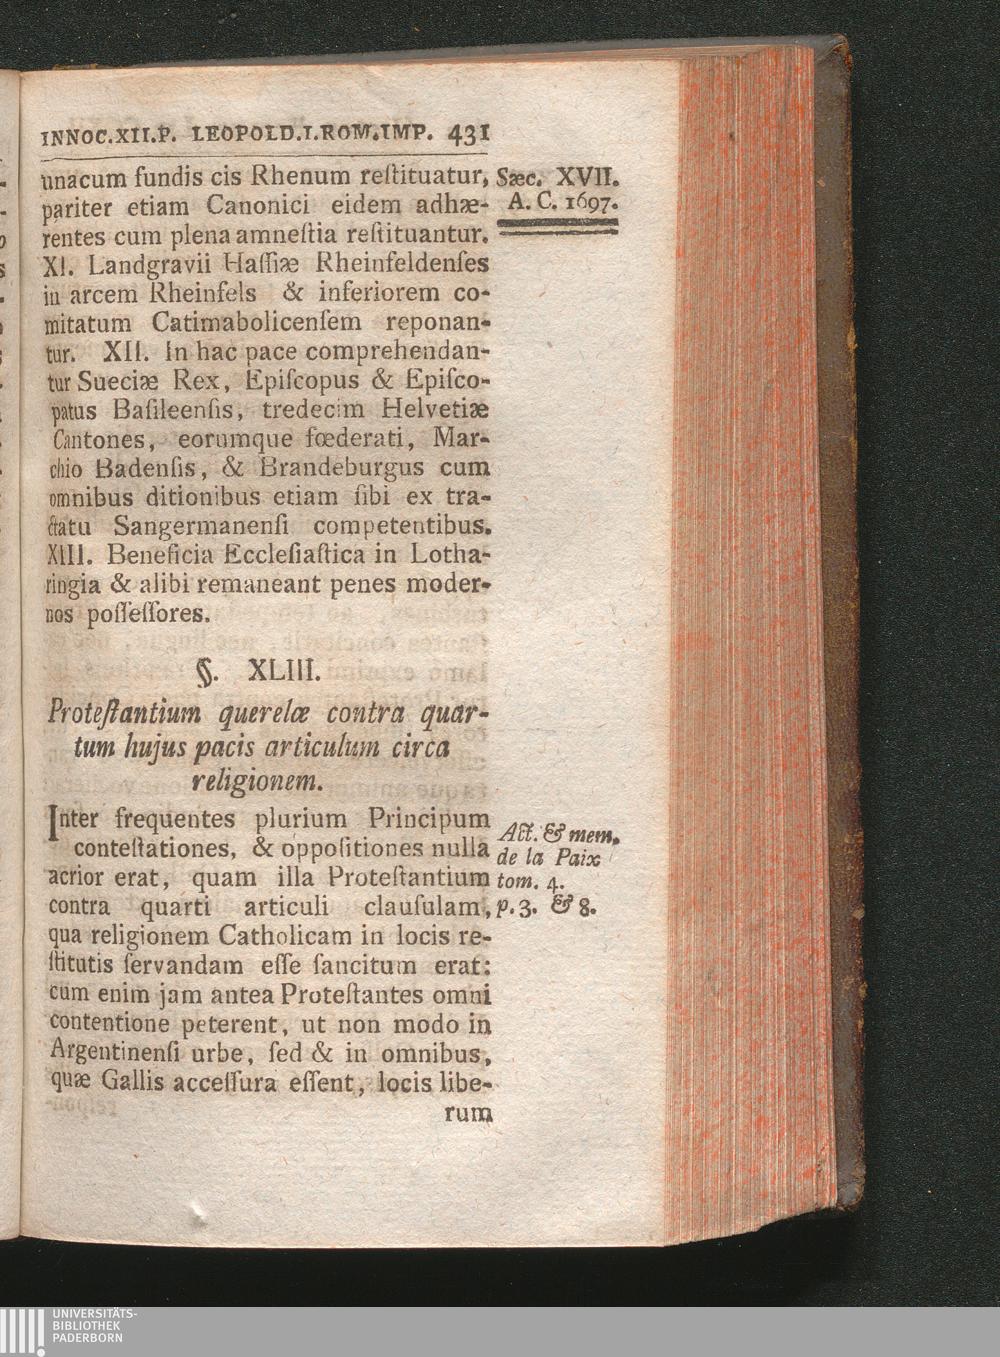 INNOC.XII.P. LEOPOLD.I.ROM.IMP. 431
unacum fundis cis Rhenum reſtituatur,
pariter etiam Canonici eidem adhæ-
rentes cum plena amneſtia reſtituantur.
XI. Landgravii Haſſiæ Rheinfeldenſes
in arcem Rheinfels & inferiorem co-
mitatum Catimabolicenſem reponan-
tur. XII. In hac pace comprehendan-
tur Sueciæ Rex, Epiſcopus & Epiſco-
patus Baſileenſis, tredecim Helvetiæ
Cantones, eorumque fœderati, Mar-
chio Badenſis, & Brandeburgus cum
omnibus ditionibus etiam ſibi ex tra-
ctatu Sangermanenſi competentibus.
XIII. Beneficia Eccleſiaſtica in Lotha-
ringia & alibi remaneant penes moder-
nos poſſeſſores.
Sæc. XVII.
A. C. 1697.
§. XLIII.
Proteſtantium querelæ contra quar-
tum hujus pacis articulum circa
religionem.
Inter frequentes plurium Principum
conteſtationes, & oppoſitiones nulla
acrior erat, quam illa Proteſtantium
contra quarti articuli clauſulam,
qua religionem Catholicam in locis re-
ſtitutis ſervandam eſſe ſancitum erat:
cum enim jam antea Proteſtantes omni
contentione peterent, ut non modo in
Argentinenſi urbe, ſed & in omnibus,
quæ Gallis acceſſura eſſent, locis libe-
rum
Act. & mem.
de la Paix
tom. 4.
p. 3. & 8.
UNIVERSITÄTS-
BIBLIOTHEK
PADERBORN